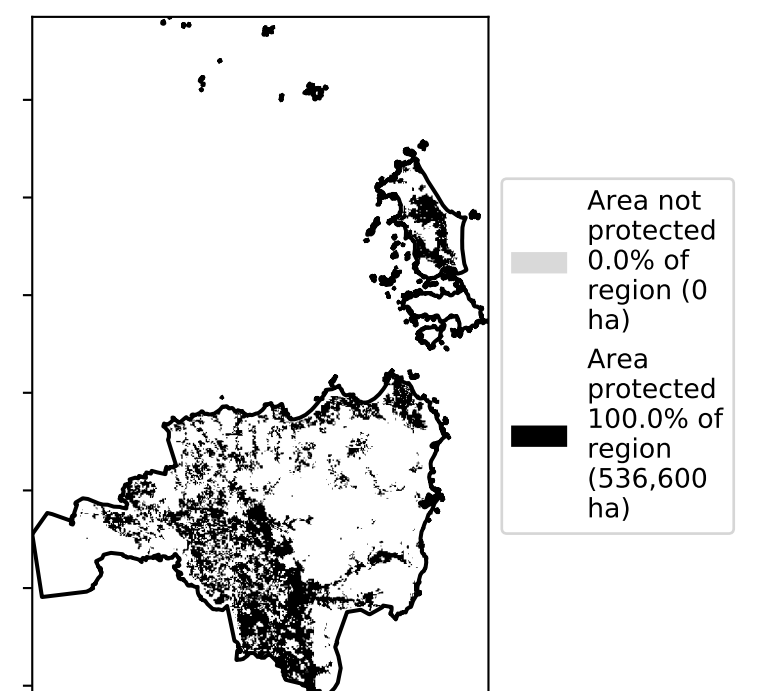 Area not
protected
0.0% of
region (0
ha)
Area
protected
100.0% of
region
(536,600
ha)